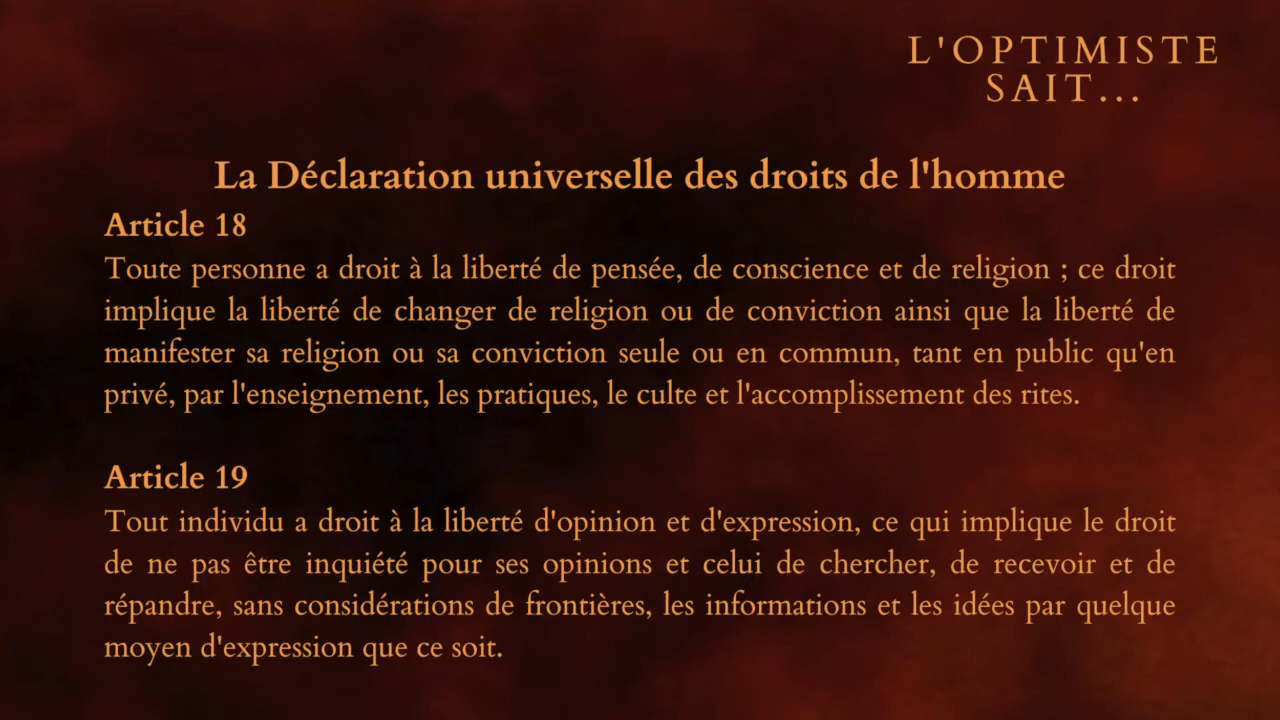 L'OPTIMISTE
SAIT...
La Déclaration universelle des droits de l'homme
Article 18
Toute personne a droit à la liberté de pensée, de conscience et de religion ; ce droit
implique la liberté de changer de religion ou de conviction ainsi que la liberté de
manifester sa religion ou sa conviction seule ou en commun, tant en public qu'en
privé, par l'enseignement, les pratiques, le culte et l'accomplissement des rites.
Article 19
Tout individu a droit à la liberté d'opinion et d'expression, ce qui implique le droit
de ne pas être inquiété pour ses opinions et celui de chercher, de recevoir et de
répandre, sans considérations de frontières, les informations et les idées par quelque
moyen d'expression que ce soit.